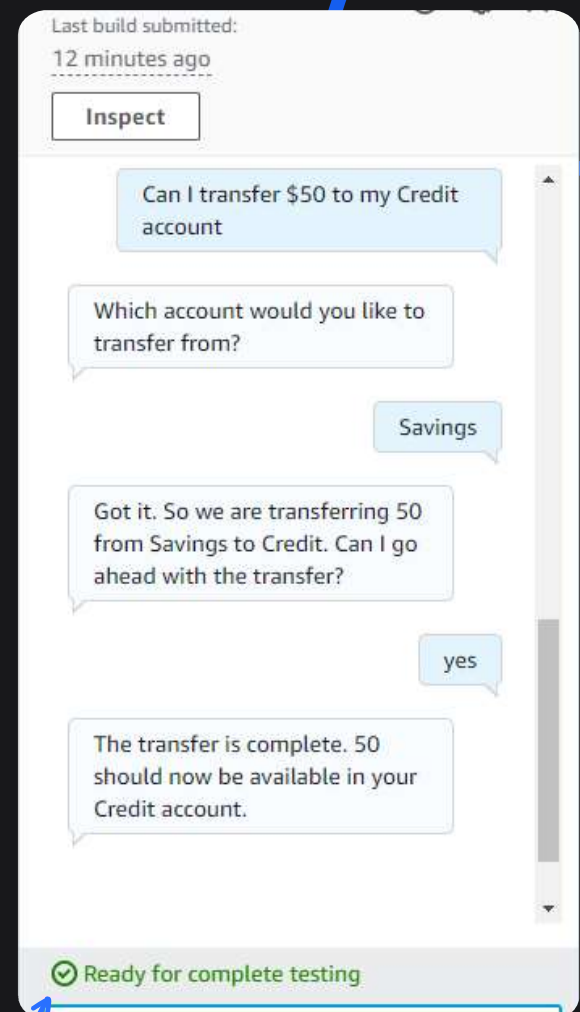 Last build submitted:
12 minutes ago
Inspect
Can I transfer $50 to my Credit
account
Which account would you like to
transfer from?
Savings
Got it. So we are transferring 50
from Savings to Credit. Can I go
ahead with the transfer?
yes
The transfer is complete. 50
should now be available in your
Credit account.
Ready for complete testing